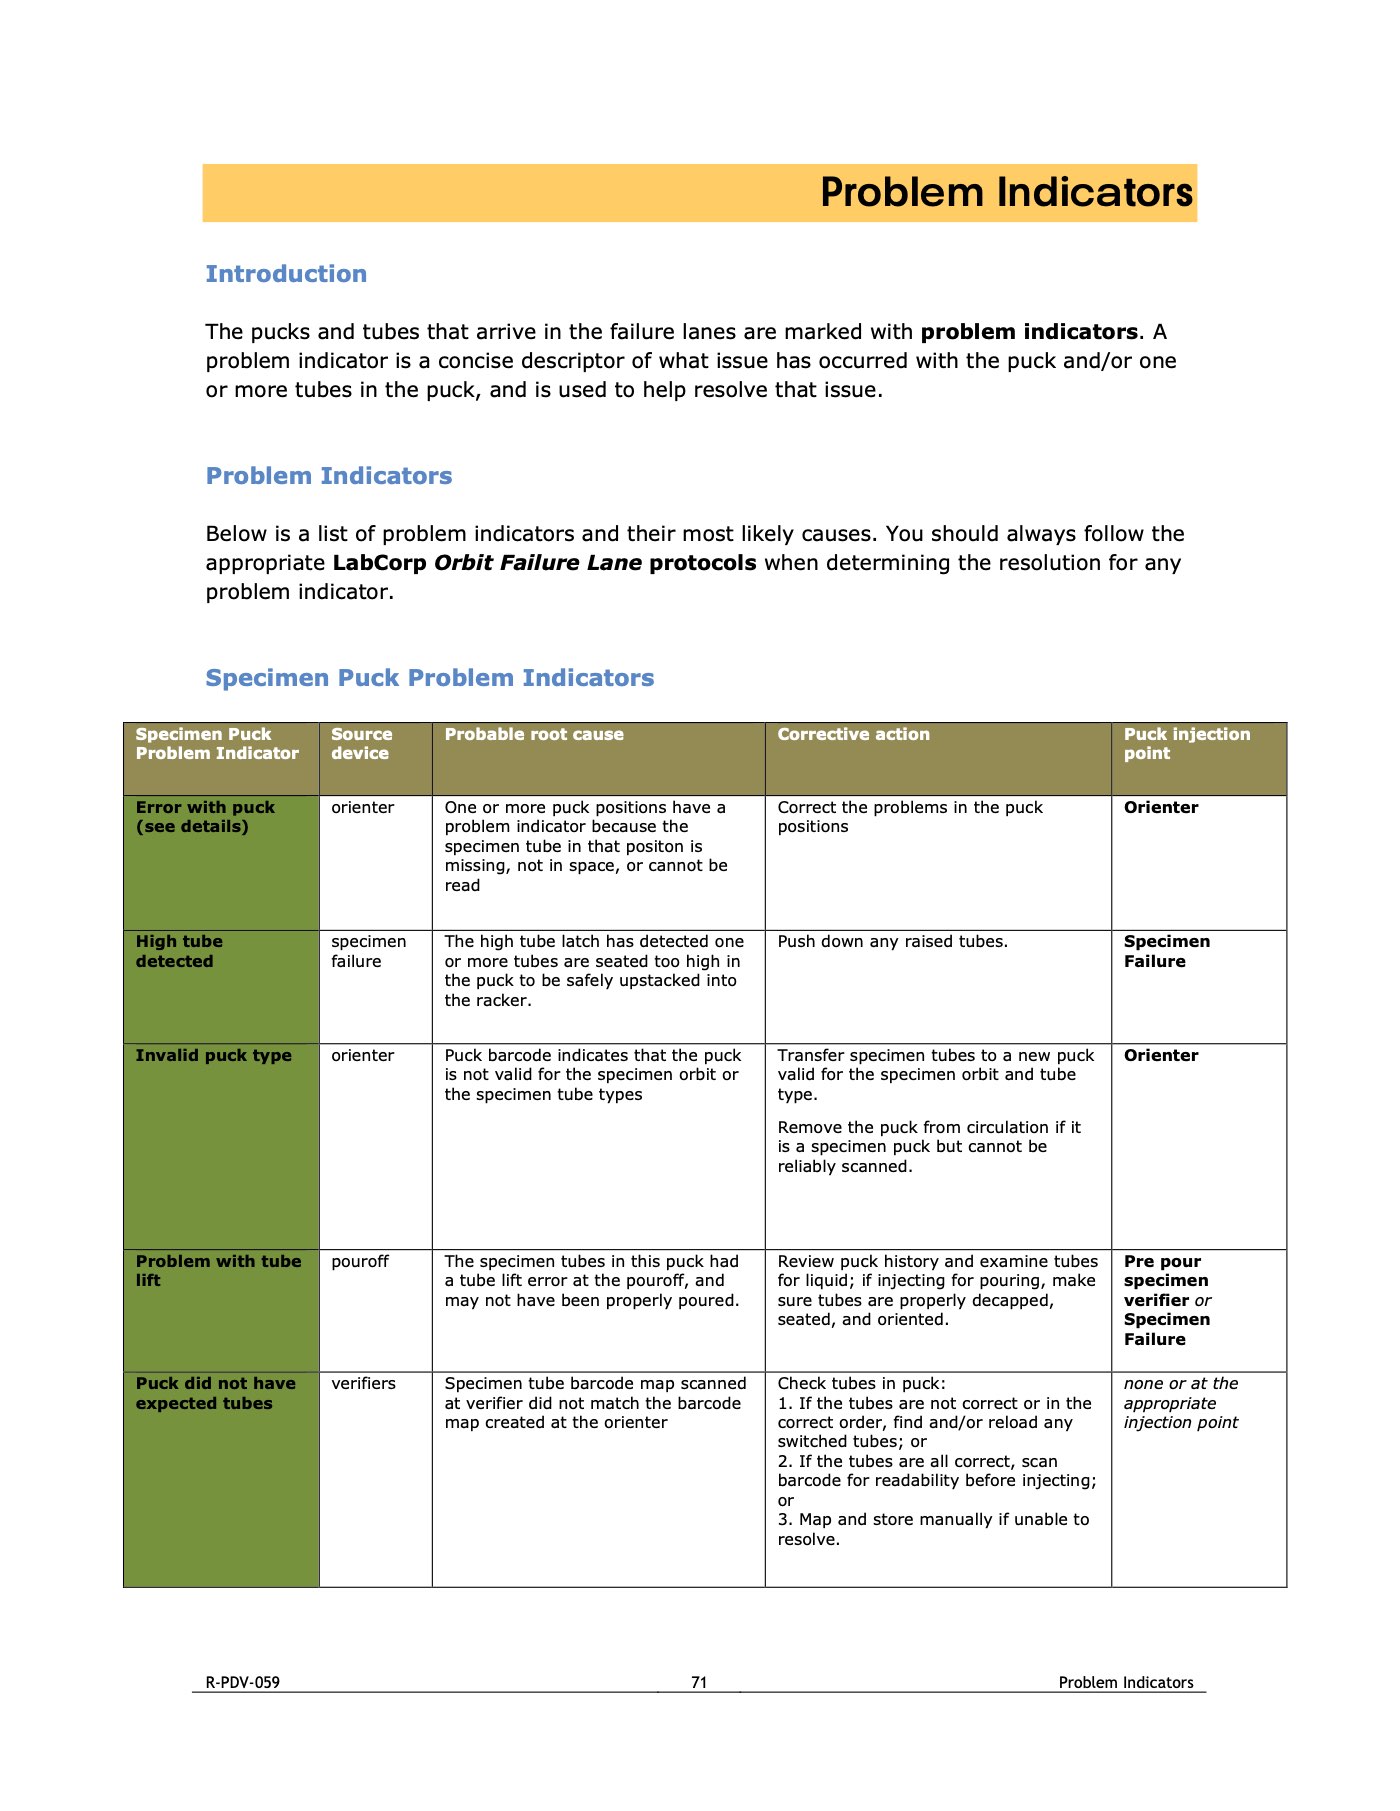 Problem Indicators
Introduction
The pucks and tubes that arrive in the failure lanes are marked with problem indicators. A
problem indicator is a concise descriptor of what issue has occurred with the puck and/or one
or more tubes in the puck, and is used to help resolve that issue.
Problem Indicators
Below is a list of problem indicators and their most likely causes. You should always follow the
appropriate LabCorp Orbit Failure Lane protocols when determining the resolution for any
problem indicator.
Specimen Puck Problem Indicators
Specimen Puck
Problem Indicator
Source
device
Probable root cause
Corrective action
Puck injection
point
Error with puck
(see details)
orienter
One or more puck positions have a
problem indicator because the
specimen tube in that positon is
missing, not in space, or cannot be
read
Correct the problems in the puck
positions
Orienter
High tube
detected
specimen
failure
The high tube latch has detected one
or more tubes are seated too high in
the puck to be safely upstacked into
the racker.
Push down any raised tubes.
Specimen
Failure
Invalid puck type
orienter
Puck barcode indicates that the puck
is not valid for the specimen orbit or
the specimen tube types
Transfer specimen tubes to a new puck
valid for the specimen orbit and tube
type.
Remove the puck from circulation if it
is a specimen puck but cannot be
reliably scanned.
Orienter
Problem with tube
lift
pouroff
The specimen tubes in this puck had
a tube lift error at the pouroff, and
may not have been properly poured.
Review puck history and examine tubes
for liquid; if injecting for pouring, make
sure tubes are properly decapped,
seated, and oriented.
Pre pour
specimen
verifier or
Specimen
Failure
Puck did not have
expected tubes
verifiers
Specimen tube barcode map scanned
at verifier did not match the barcode
map created at the orienter
Check tubes in puck:
1. If the tubes are not correct or in the
correct order, find and/or reload any
switched tubes; or
2. If the tubes are all correct, scan
barcode for readability before injecting;
or
3. Map and store manually if unable to
resolve.
none or at the
appropriate
injection point
R-PDV-059
71
Problem Indicators